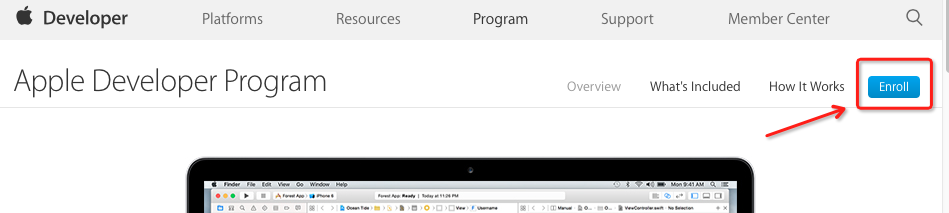 Developer Platforms Resources Program Support Member Center
Apple Developer Program Overview What's Included How It Works Enroll
Finder File Edit View Go Window Help Mon 9:41 AM
Forest App iPhone 6 Forest App: Ready | Today at 11:26 PM
Ocean Tide View F_Username Manual ViewController.swift No Selection